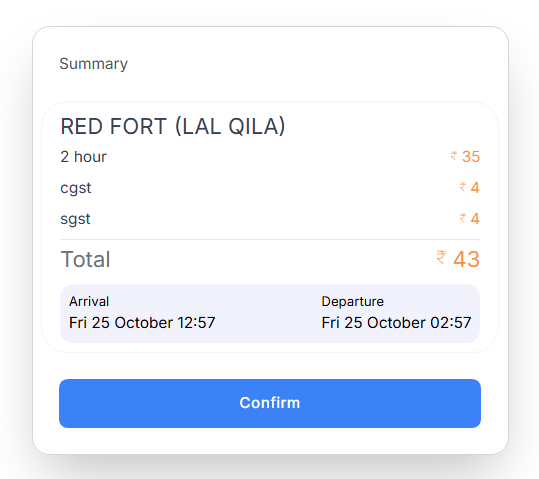 Summary
RED FORT (LAL QILA)
2 hour ₹ 35
cgst ₹ 4
sgst ₹ 4
Total ₹ 43
Arrival Departure
Fri 25 October 12:57 Fri 25 October 02:57
Confirm